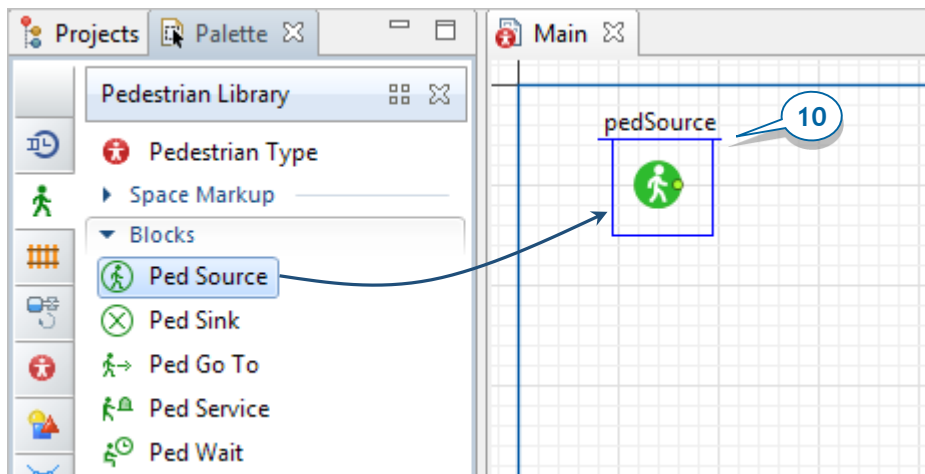 Projects Palette
Main
Pedestrian Library
Pedestrian Type
Space Markup
Blocks
Ped Source
Ped Sink
Ped Go To
Ped Service
Ped Wait
pedSource
10